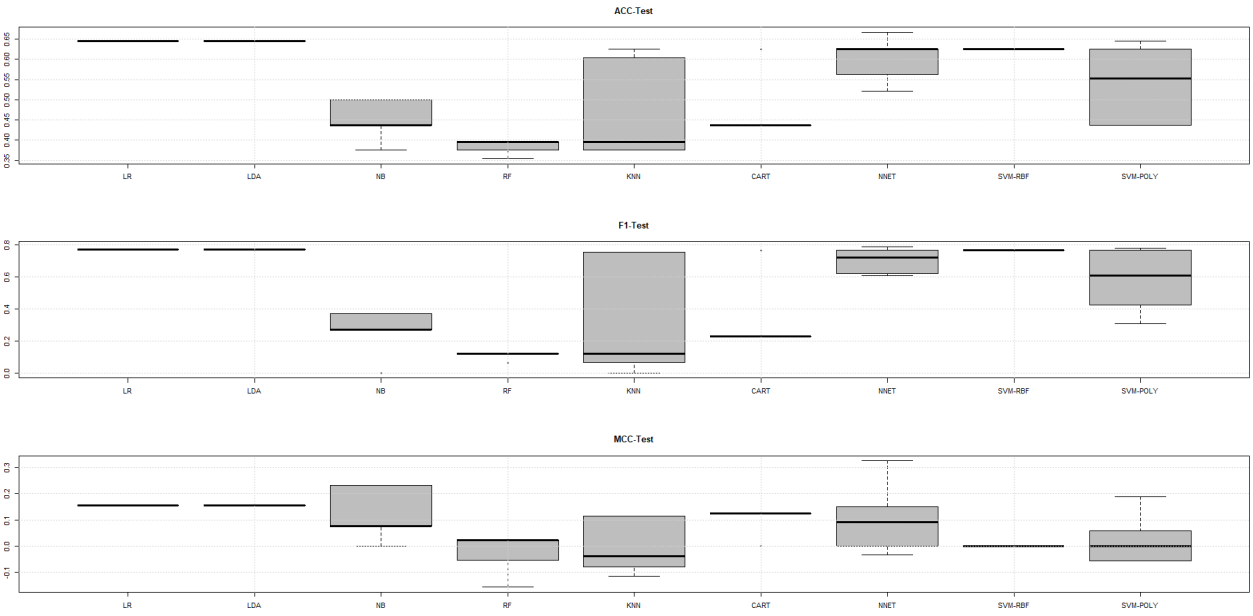 ACC-Test
0.65
0.60
0.55
0.50
0.45
0.40
0.35
LR LDA NB RF KNN CART NNET SVM-RBF SVM-POLY
F1-Test
0.8
0.6
0.4
0.2
0.0
LR LDA NB RF KNN CART NNET SVM-RBF SVM-POLY
MCC-Test
0.3
0.2
0.1
0.0
-0.1
LR LDA NB RF KNN CART NNET SVM-RBF SVM-POLY